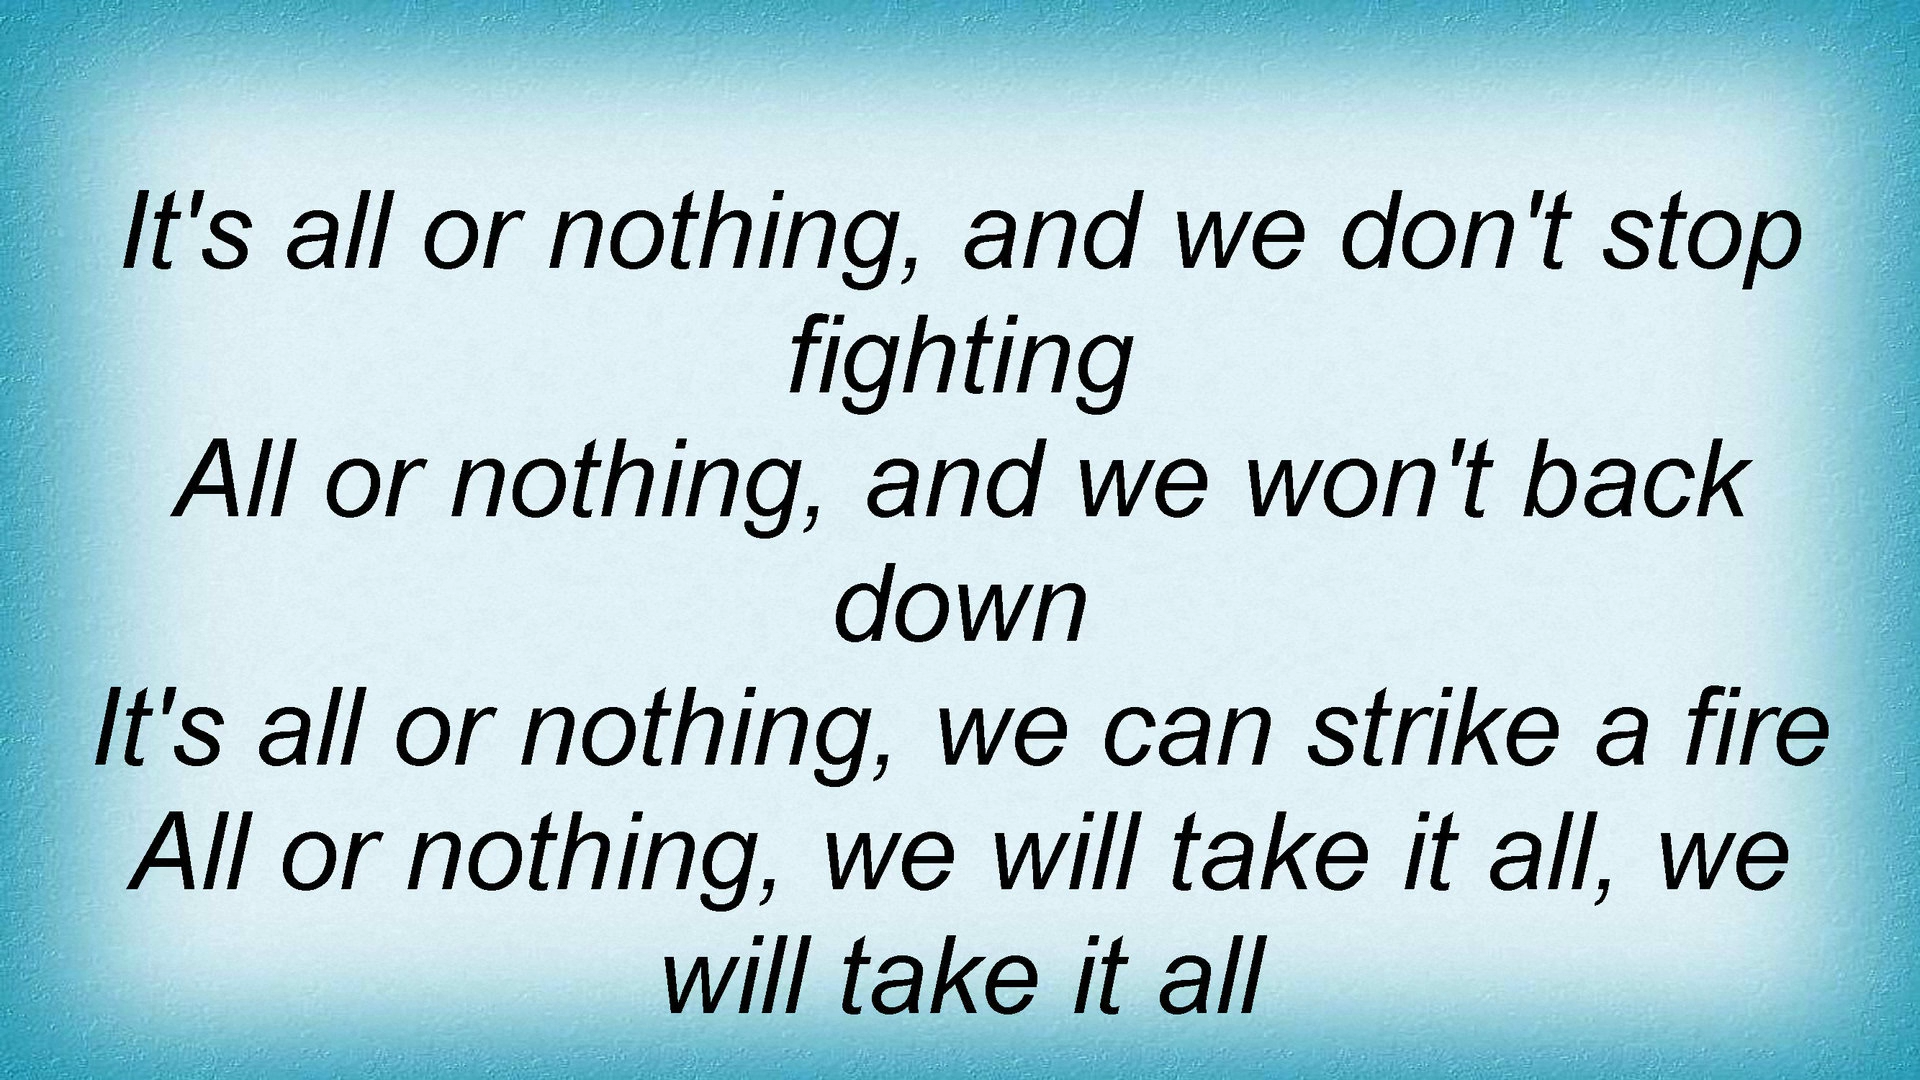 It's all or nothing, and we don't stop
fighting
All or nothing, and we won't back
down
It's all or nothing, we can strike a fire
All or nothing, we will take it all, we
will take it all